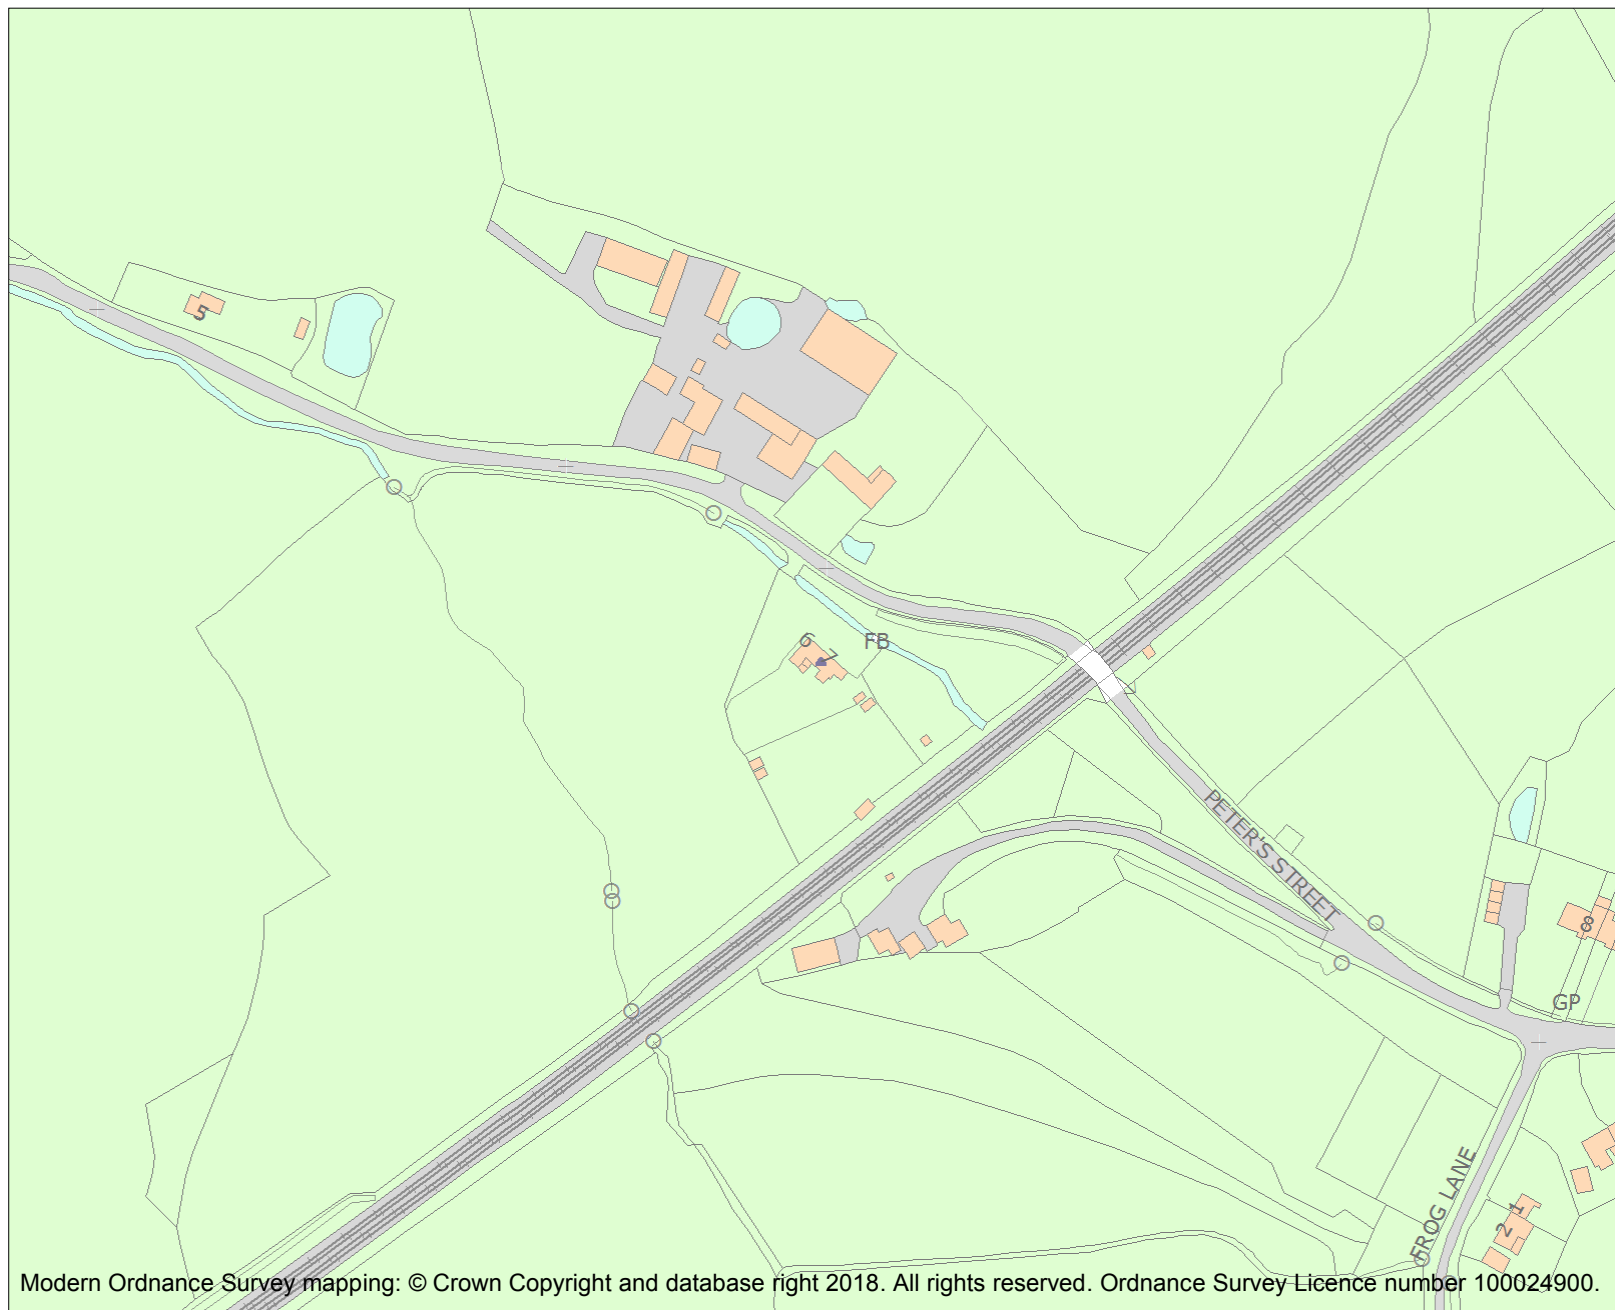 5
6
7
FB
PETER'S STREET
8
GP
FROG LANE
1
2
Modern Ordnance Survey mapping: © Crown Copyright and database right 2018. All rights reserved. Ordnance Survey Licence number 100024900.